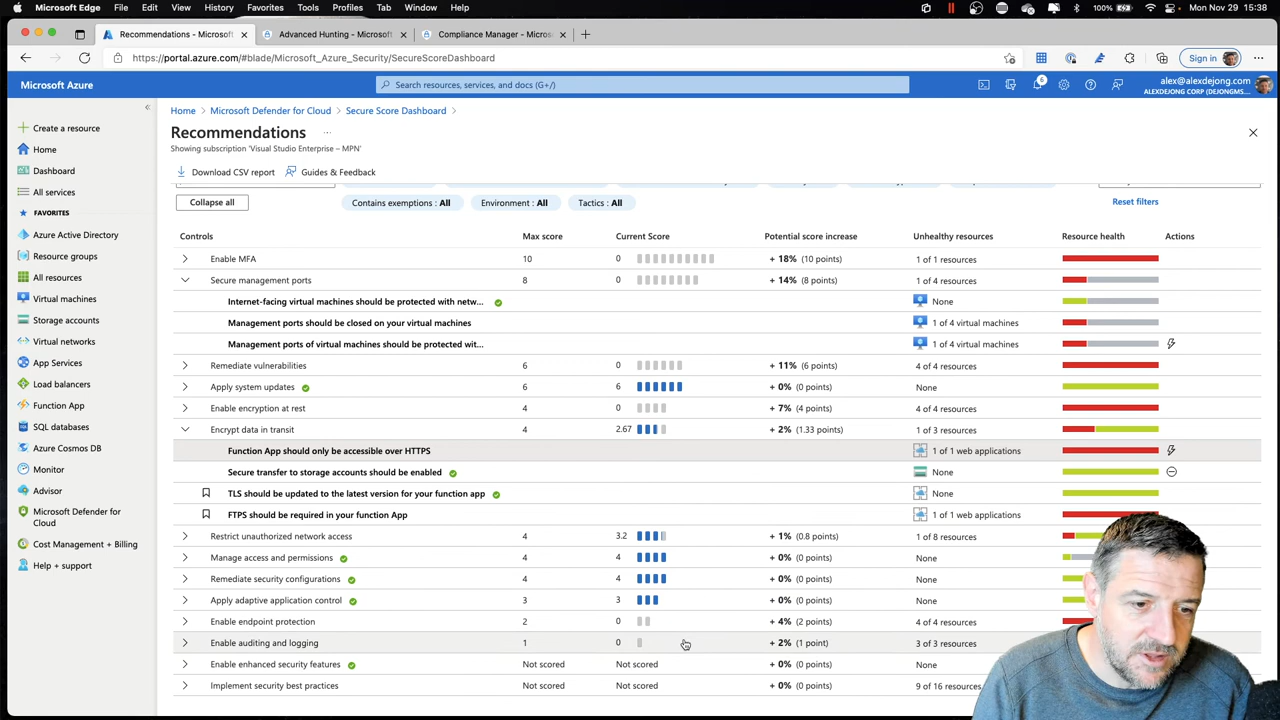 Microsoft Edge File Edit View History Favorites Tools Profiles Tab Window Help 100% Mon Nov 29 15:38
Recommendations - Microsoft Advanced Hunting - Microsoft Compliance Manager - Micros
https://portal.azure.com/#blade/Microsoft_Azure_Security/SecureScoreDashboard Sign in
Microsoft Azure Search resources, services, and docs (G+/) 6 alex@alexdejong.com
ALEXDEJONG CORP (DEJONGMS...
Home > Microsoft Defender for Cloud > Secure Score Dashboard >
Recommendations ...
Showing subscription 'Visual Studio Enterprise – MPN'
Download CSV report Guides & Feedback
Create a resource
Home
Dashboard
All services
FAVORITES
Azure Active Directory
Resource groups
All resources
Virtual machines
Storage accounts
Virtual networks
App Services
Load balancers
Function App
SQL databases
Azure Cosmos DB
Monitor
Advisor
Microsoft Defender for
Cloud
Cost Management + Billing
Help + support
Collapse all Contains exemptions : All Environment : All Tactics : All Reset filters
Controls Max score Current Score Potential score increase Unhealthy resources Resource health Actions
Enable MFA 10 0 + 18% (10 points) 1 of 1 resources
Secure management ports 8 0 + 14% (8 points) 1 of 4 resources
Internet-facing virtual machines should be protected with netw... None
Management ports should be closed on your virtual machines 1 of 4 virtual machines
Management ports of virtual machines should be protected wit... 1 of 4 virtual machines
Remediate vulnerabilities 6 0 + 11% (6 points) 4 of 4 resources
Apply system updates 6 6 + 0% (0 points) None
Enable encryption at rest 4 0 + 7% (4 points) 4 of 4 resources
Encrypt data in transit 4 2.67 + 2% (1.33 points) 1 of 3 resources
Function App should only be accessible over HTTPS 1 of 1 web applications
Secure transfer to storage accounts should be enabled None
TLS should be updated to the latest version for your function app None
FTPS should be required in your function App 1 of 1 web applications
Restrict unauthorized network access 4 3.2 + 1% (0.8 points) 1 of 8 resources
Manage access and permissions 4 4 + 0% (0 points) None
Remediate security configurations 4 4 + 0% (0 points) None
Apply adaptive application control 3 3 + 0% (0 points) None
Enable endpoint protection 2 0 + 4% (2 points) 4 of 4 resources
Enable auditing and logging 1 0 + 2% (1 point) 3 of 3 resources
Enable enhanced security features Not scored Not scored + 0% (0 points) None
Implement security best practices Not scored Not scored + 0% (0 points) 9 of 16 resources